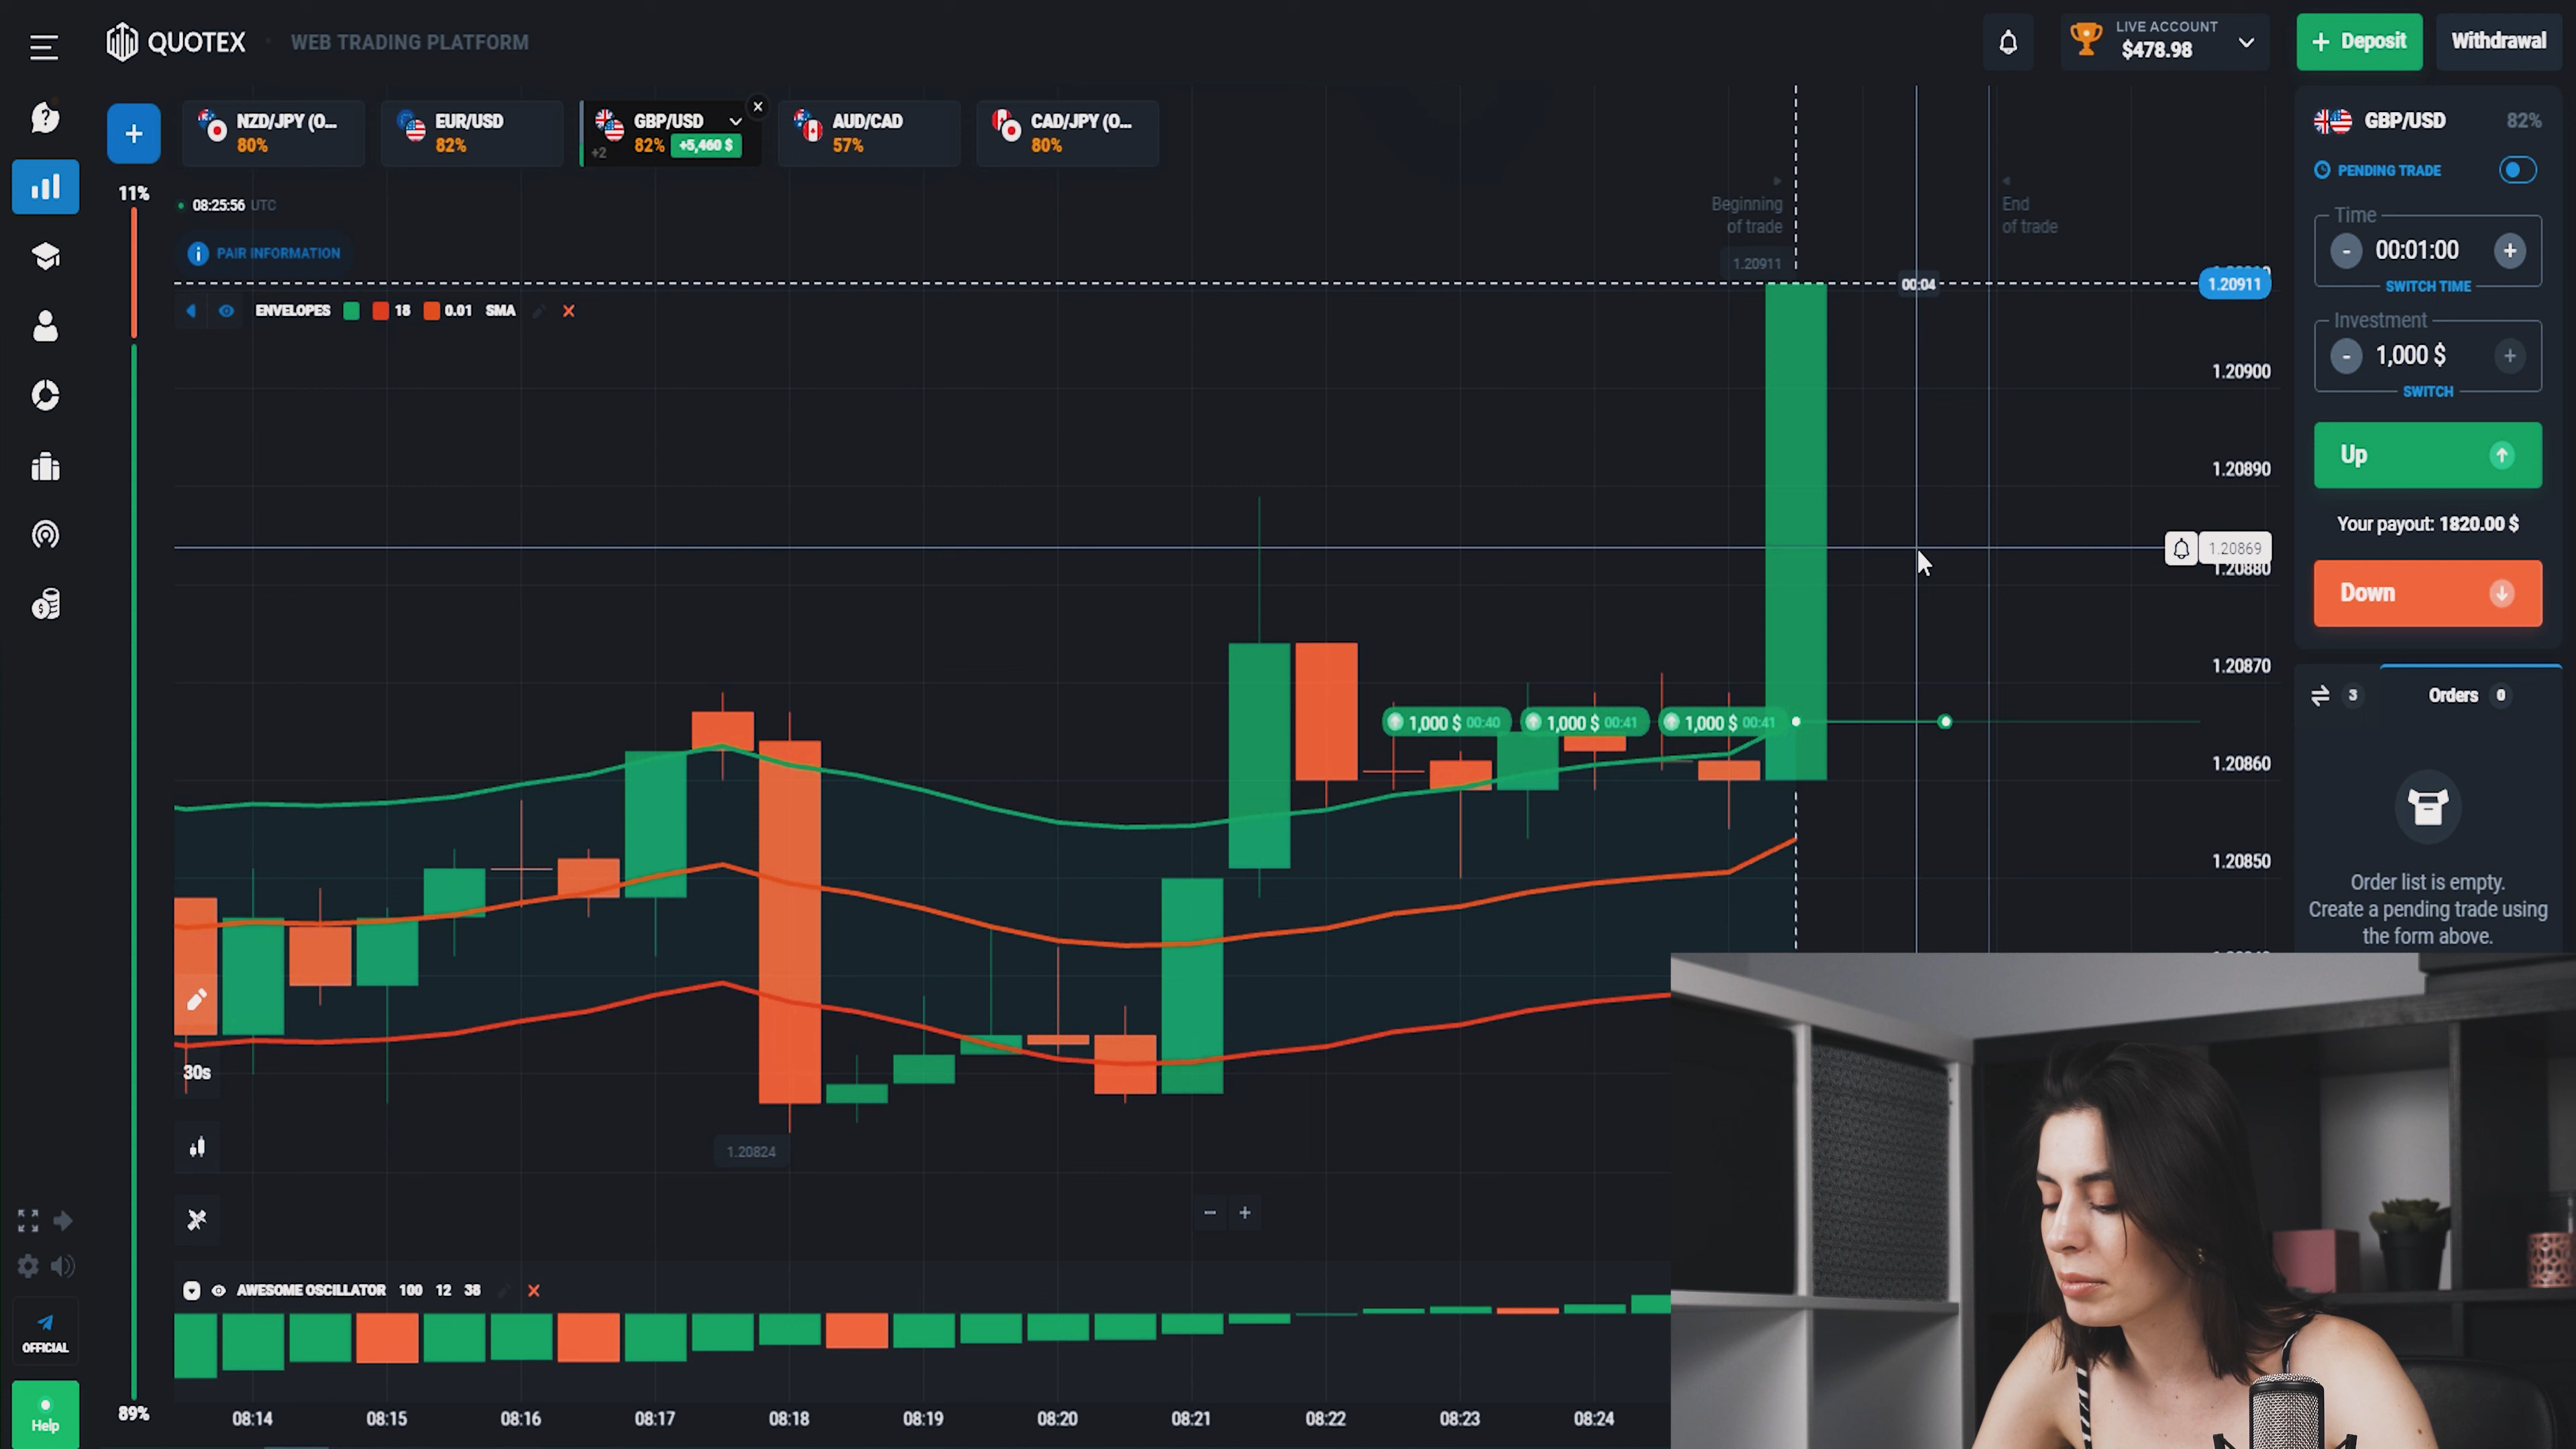 QUOTEX
WEB TRADING PLATFORM
LIVE ACCOUNT
$478.98
+ Deposit
Withdrawal
+
NZD/JPY (O...
80%
EUR/USD
82%
GBP/USD
+2
82%
+5,460 $
AUD/CAD
57%
CAD/JPY (O...
80%
11%
08:25:56 UTC
PAIR INFORMATION
ENVELOPES 18 0.01 SMA
Beginning
of trade
1.20911
End
of trade
00:04
1.20911
1.20900
1.20890
1.20869
1.20880
1.20870
1.20860
1.20850
1,000 $ 00:40
1,000 $ 00:41
1,000 $ 00:41
1.20824
30s
AWESOME OSCILLATOR 100 12 38
89%
08:14 08:15 08:16 08:17 08:18 08:19 08:20 08:21 08:22 08:23 08:24
OFFICIAL
Help
GBP/USD 82%
PENDING TRADE
Time
- 00:01:00 +
SWITCH TIME
Investment
- 1,000 $ +
SWITCH
Up
Your payout: 1820.00 $
Down
3
Orders 0
Order list is empty.
Create a pending trade using
the form above.